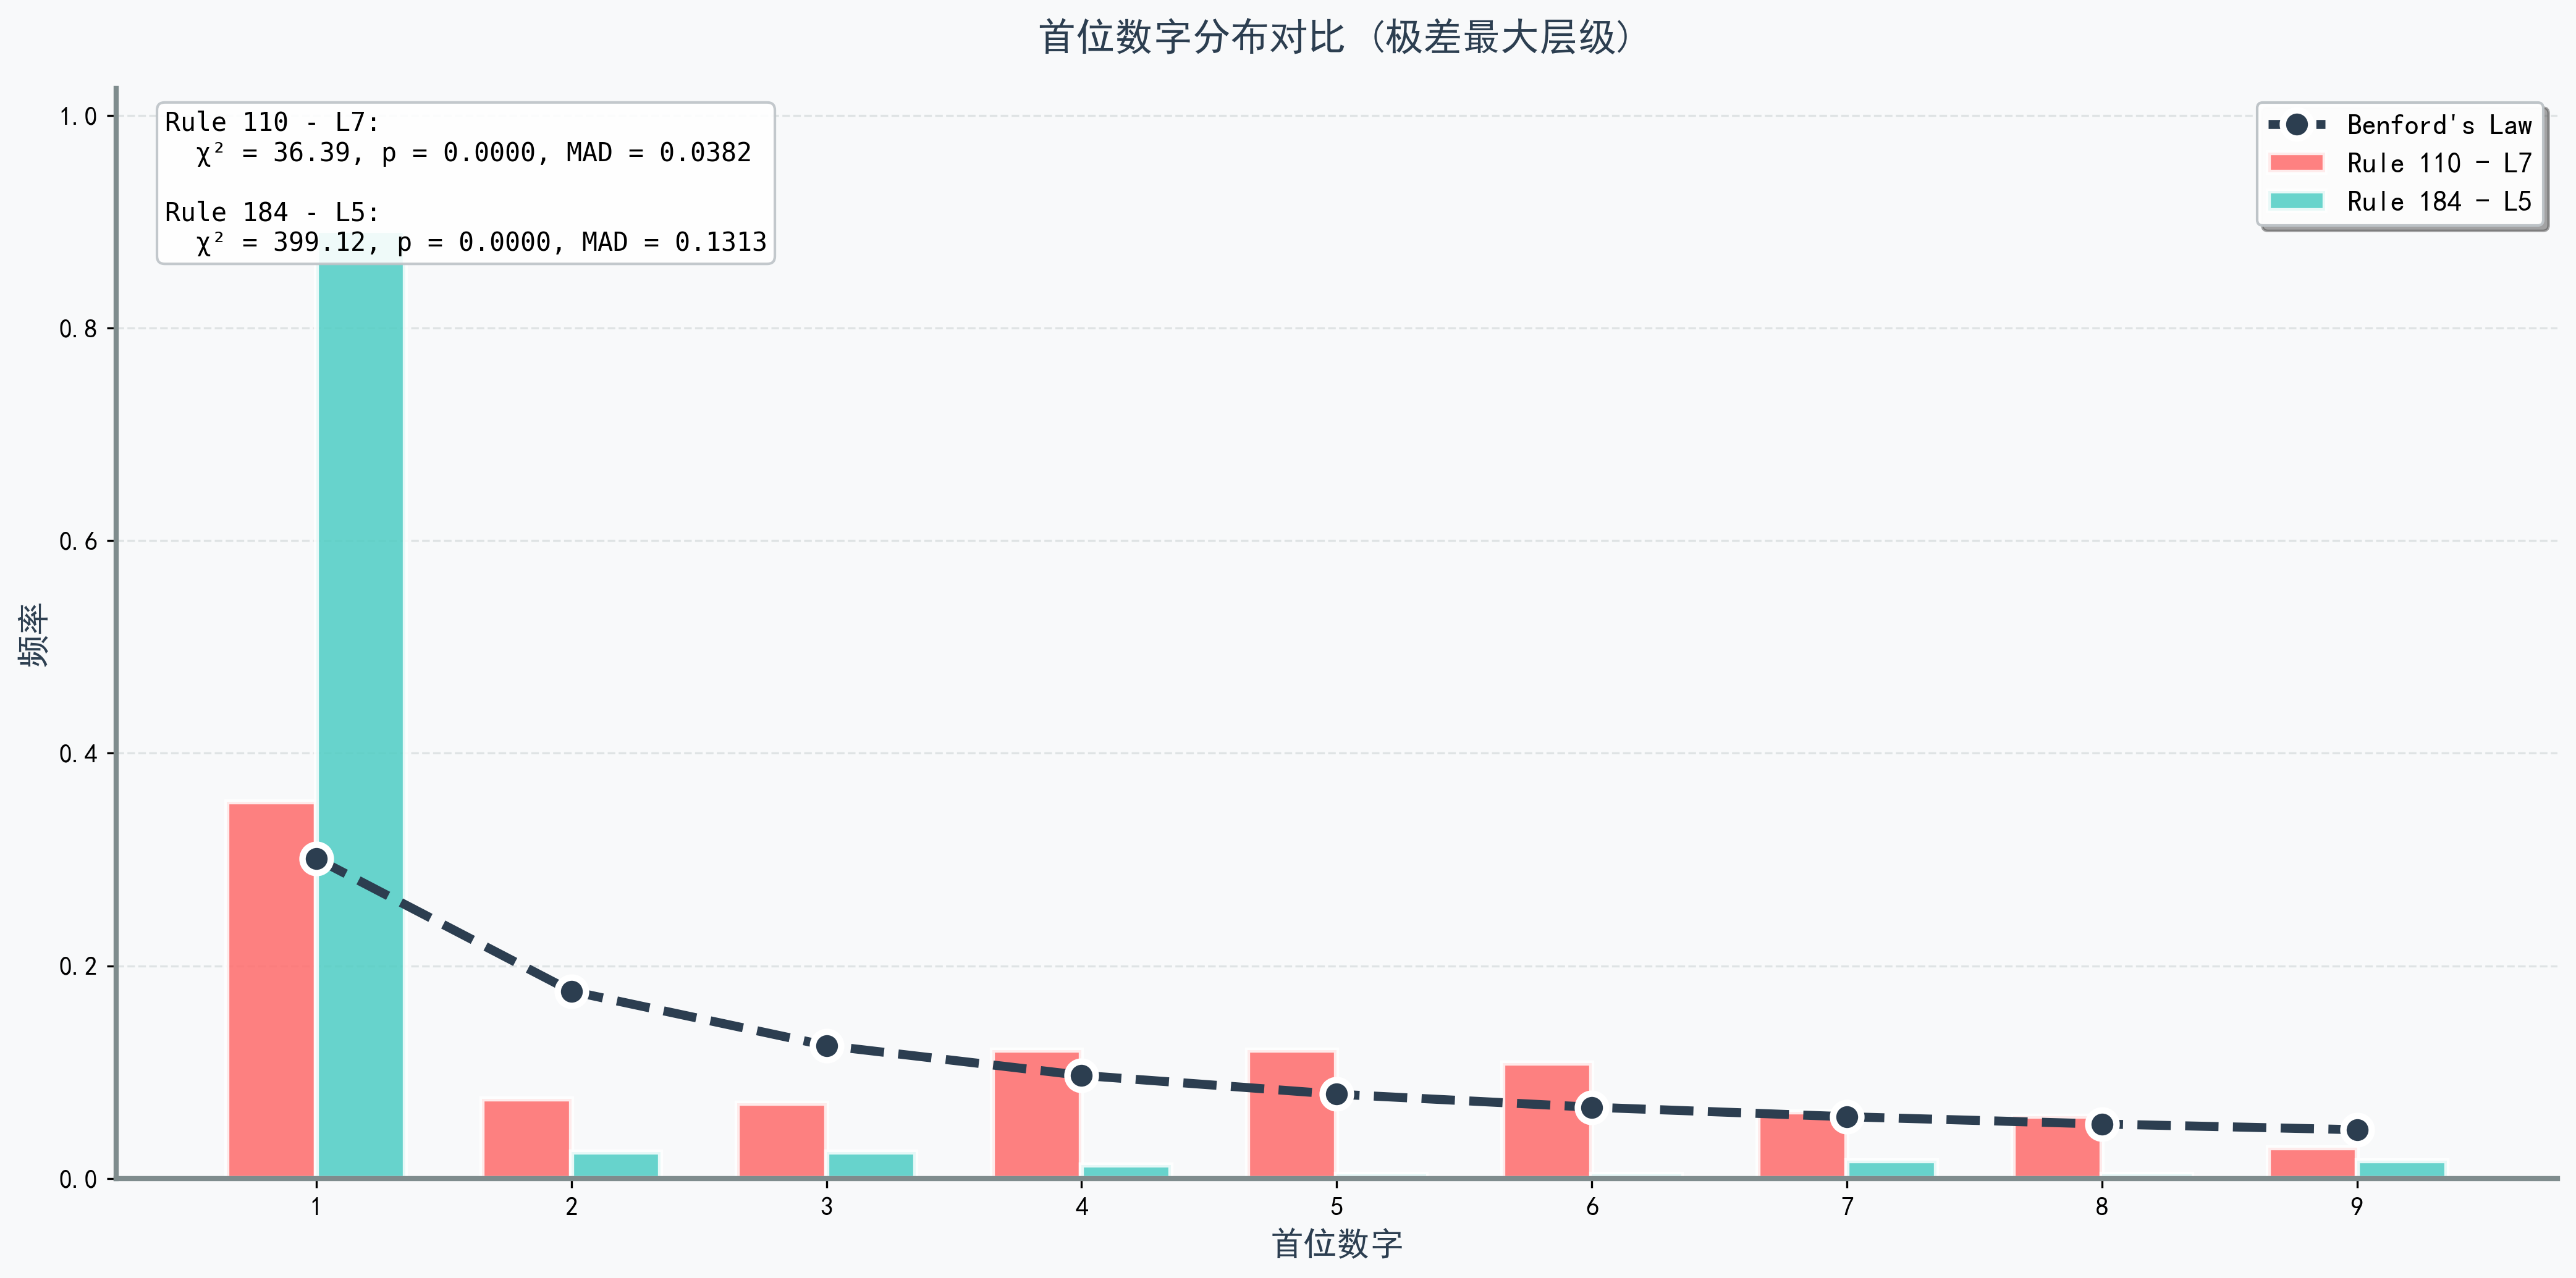 首位数字分布对比 (极差最大层级)
Rule 110 - L7:
χ² = 36.39, p = 0.0000, MAD = 0.0382
Rule 184 - L5:
χ² = 399.12, p = 0.0000, MAD = 0.1313
Benford's Law
Rule 110 - L7
Rule 184 - L5
频率
1.0
0.8
0.6
0.4
0.2
0.0
1 2 3 4 5 6 7 8 9
首位数字